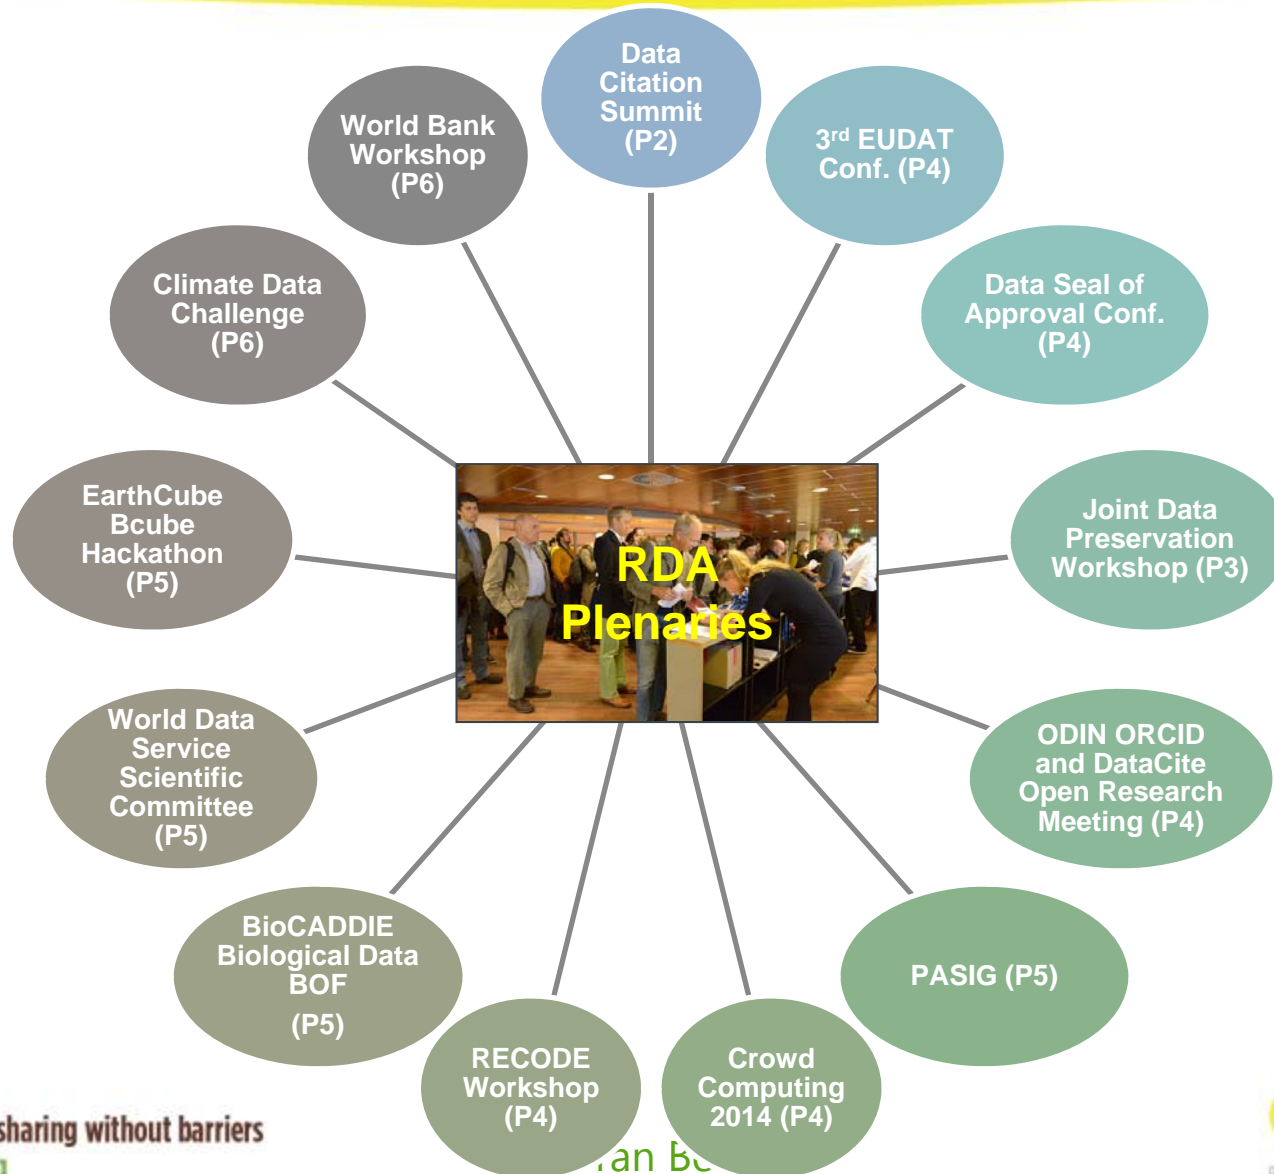 Data
Citation
Summit
(P2)
3rd EUDAT
Conf. (P4)
Data Seal of
Approval Conf.
(P4)
Joint Data
Preservation
Workshop (P3)
ODIN ORCID
and DataCite
Open Research
Meeting (P4)
PASIG (P5)
Crowd
Computing
2014 (P4)
RECODE
Workshop
(P4)
BioCADDIE
Biological Data
BOF
(P5)
World Data
Service
Scientific
Committee
(P5)
EarthCube
Bcube
Hackathon
(P5)
Climate Data
Challenge
(P6)
World Bank
Workshop
(P6)
RDA
Plenaries
sharing without barriers